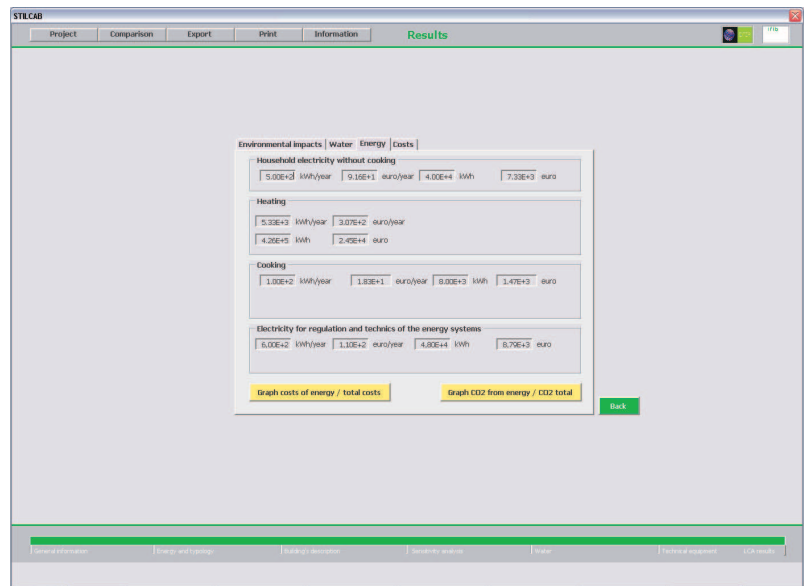 STILCAB
Project Comparison Export Print Information Results
Environmental impacts Water Energy Costs
Household electricity without cooking
5.00E+2 kWh/year 9.16E+1 euro/year 4.00E+4 kWh 7.33E+3 euro
Heating
5.33E+3 kWh/year 3.07E+2 euro/year
4.26E+5 kWh 2.45E+4 euro
Cooking
1.00E+2 kWh/year 1.83E+1 euro/year 8.00E+3 kWh 1.47E+3 euro
Electricity for regulation and technics of the energy systems
6.00E+2 kWh/year 1.10E+2 euro/year 4.80E+4 kWh 8.79E+3 euro
Graph costs of energy / total costs Graph CO2 from energy / CO2 total
Back
General information Energy and typology Building's description Sensitivity analysis Water Technical equipment LCA results